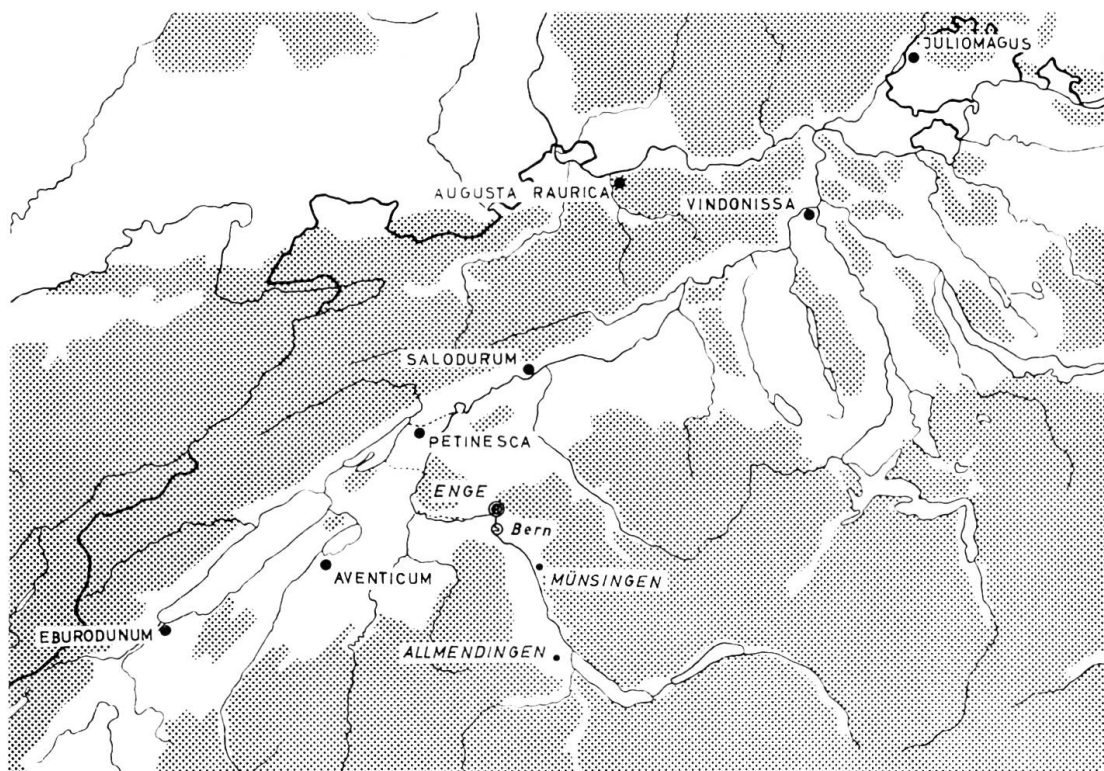 JULIOMAGUS
AUGUSTA RAURICA
VINDONISSA
SALODURUM
PETINESCA
ENGE
Bern
MÜNSINGEN
AVENTICUM
EBURODUNUM
ALLMENDINGEN